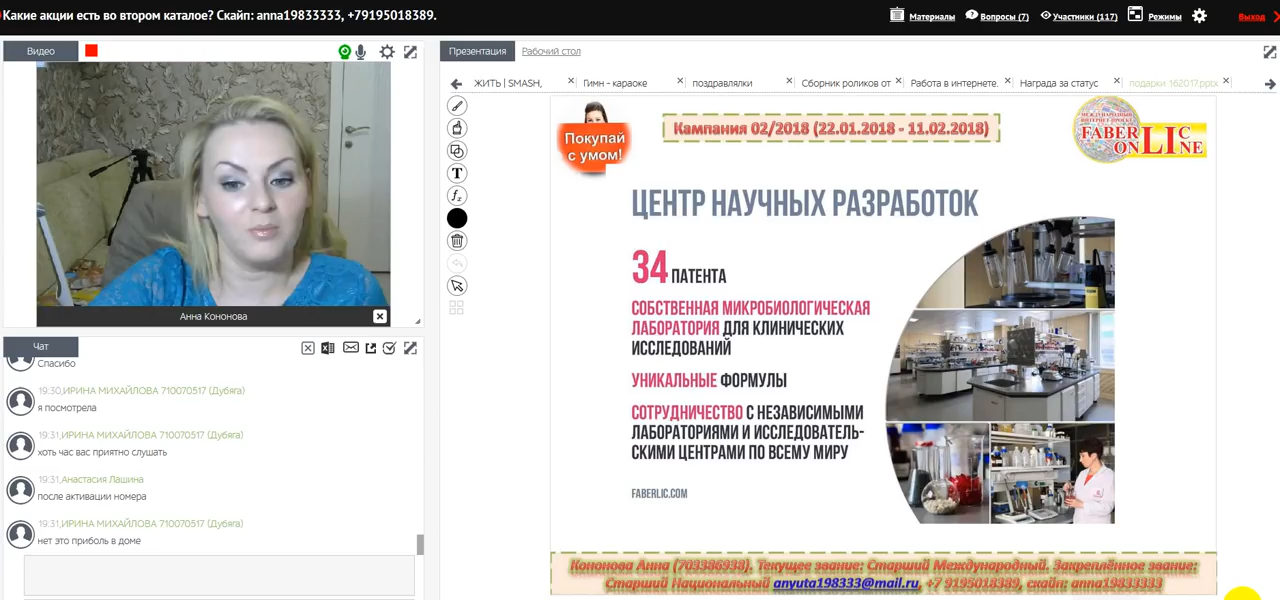 Какие акции есть во втором каталое? Скайп: anna19833333, +79195018389.
Материалы
Вопросы (7)
Участники (117)
Режимы
Выход
Видео
Анна Кононова
Чат
Спасибо
19:30,ИРИНА МИХАЙЛОВА 710070517 (Дубяга)
я посмотрела
19:31,ИРИНА МИХАЙЛОВА 710070517 (Дубяга)
хоть час вас приятно слушать
19:31,Анастасия Лашина
после активации номера
19:31,ИРИНА МИХАЙЛОВА 710070517 (Дубяга)
нет это приболь в доме
Презентация
Рабочий стол
ЖИТЬ | SMASH,
Гимн - караоке
поздравлялки
Сборник роликов от
Работа в интернете.
Награда за статус
подарки 162017.pptx
T
fx
Покупай
с умом!
Кампания 02/2018 (22.01.2018 - 11.02.2018)
МЕЖДУНАРОДНЫЙ
ИНТЕРНЕТ-ПРОЕКТ
FABERLIC
ONLINE
ЦЕНТР НАУЧНЫХ РАЗРАБОТОК
34 ПАТЕНТА
СОБСТВЕННАЯ МИКРОБИОЛОГИЧЕСКАЯ
ЛАБОРАТОРИЯ ДЛЯ КЛИНИЧЕСКИХ
ИССЛЕДОВАНИЙ
УНИКАЛЬНЫЕ ФОРМУЛЫ
СОТРУДНИЧЕСТВО С НЕЗАВИСИМЫМИ
ЛАБОРАТОРИЯМИ И ИССЛЕДОВАТЕЛЬ-
СКИМИ ЦЕНТРАМИ ПО ВСЕМУ МИРУ
FABERLIC.COM
Кононова Анна (703386938). Текущее звание: Старший Международный. Закреплённое звание:
Старший Национальный anyuta198333@mail.ru, +7 9195018389, скайп: anna19833333